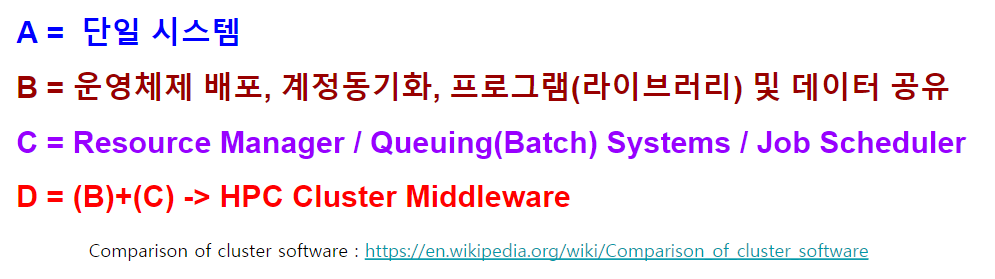 A = 단일 시스템
B = 운영체제 배포, 계정동기화, 프로그램(라이브러리) 및 데이터 공유
C = Resource Manager / Queuing(Batch) Systems / Job Scheduler
D = (B)+(C) -> HPC Cluster Middleware
Comparison of cluster software : https://en.wikipedia.org/wiki/Comparison_of_cluster_software